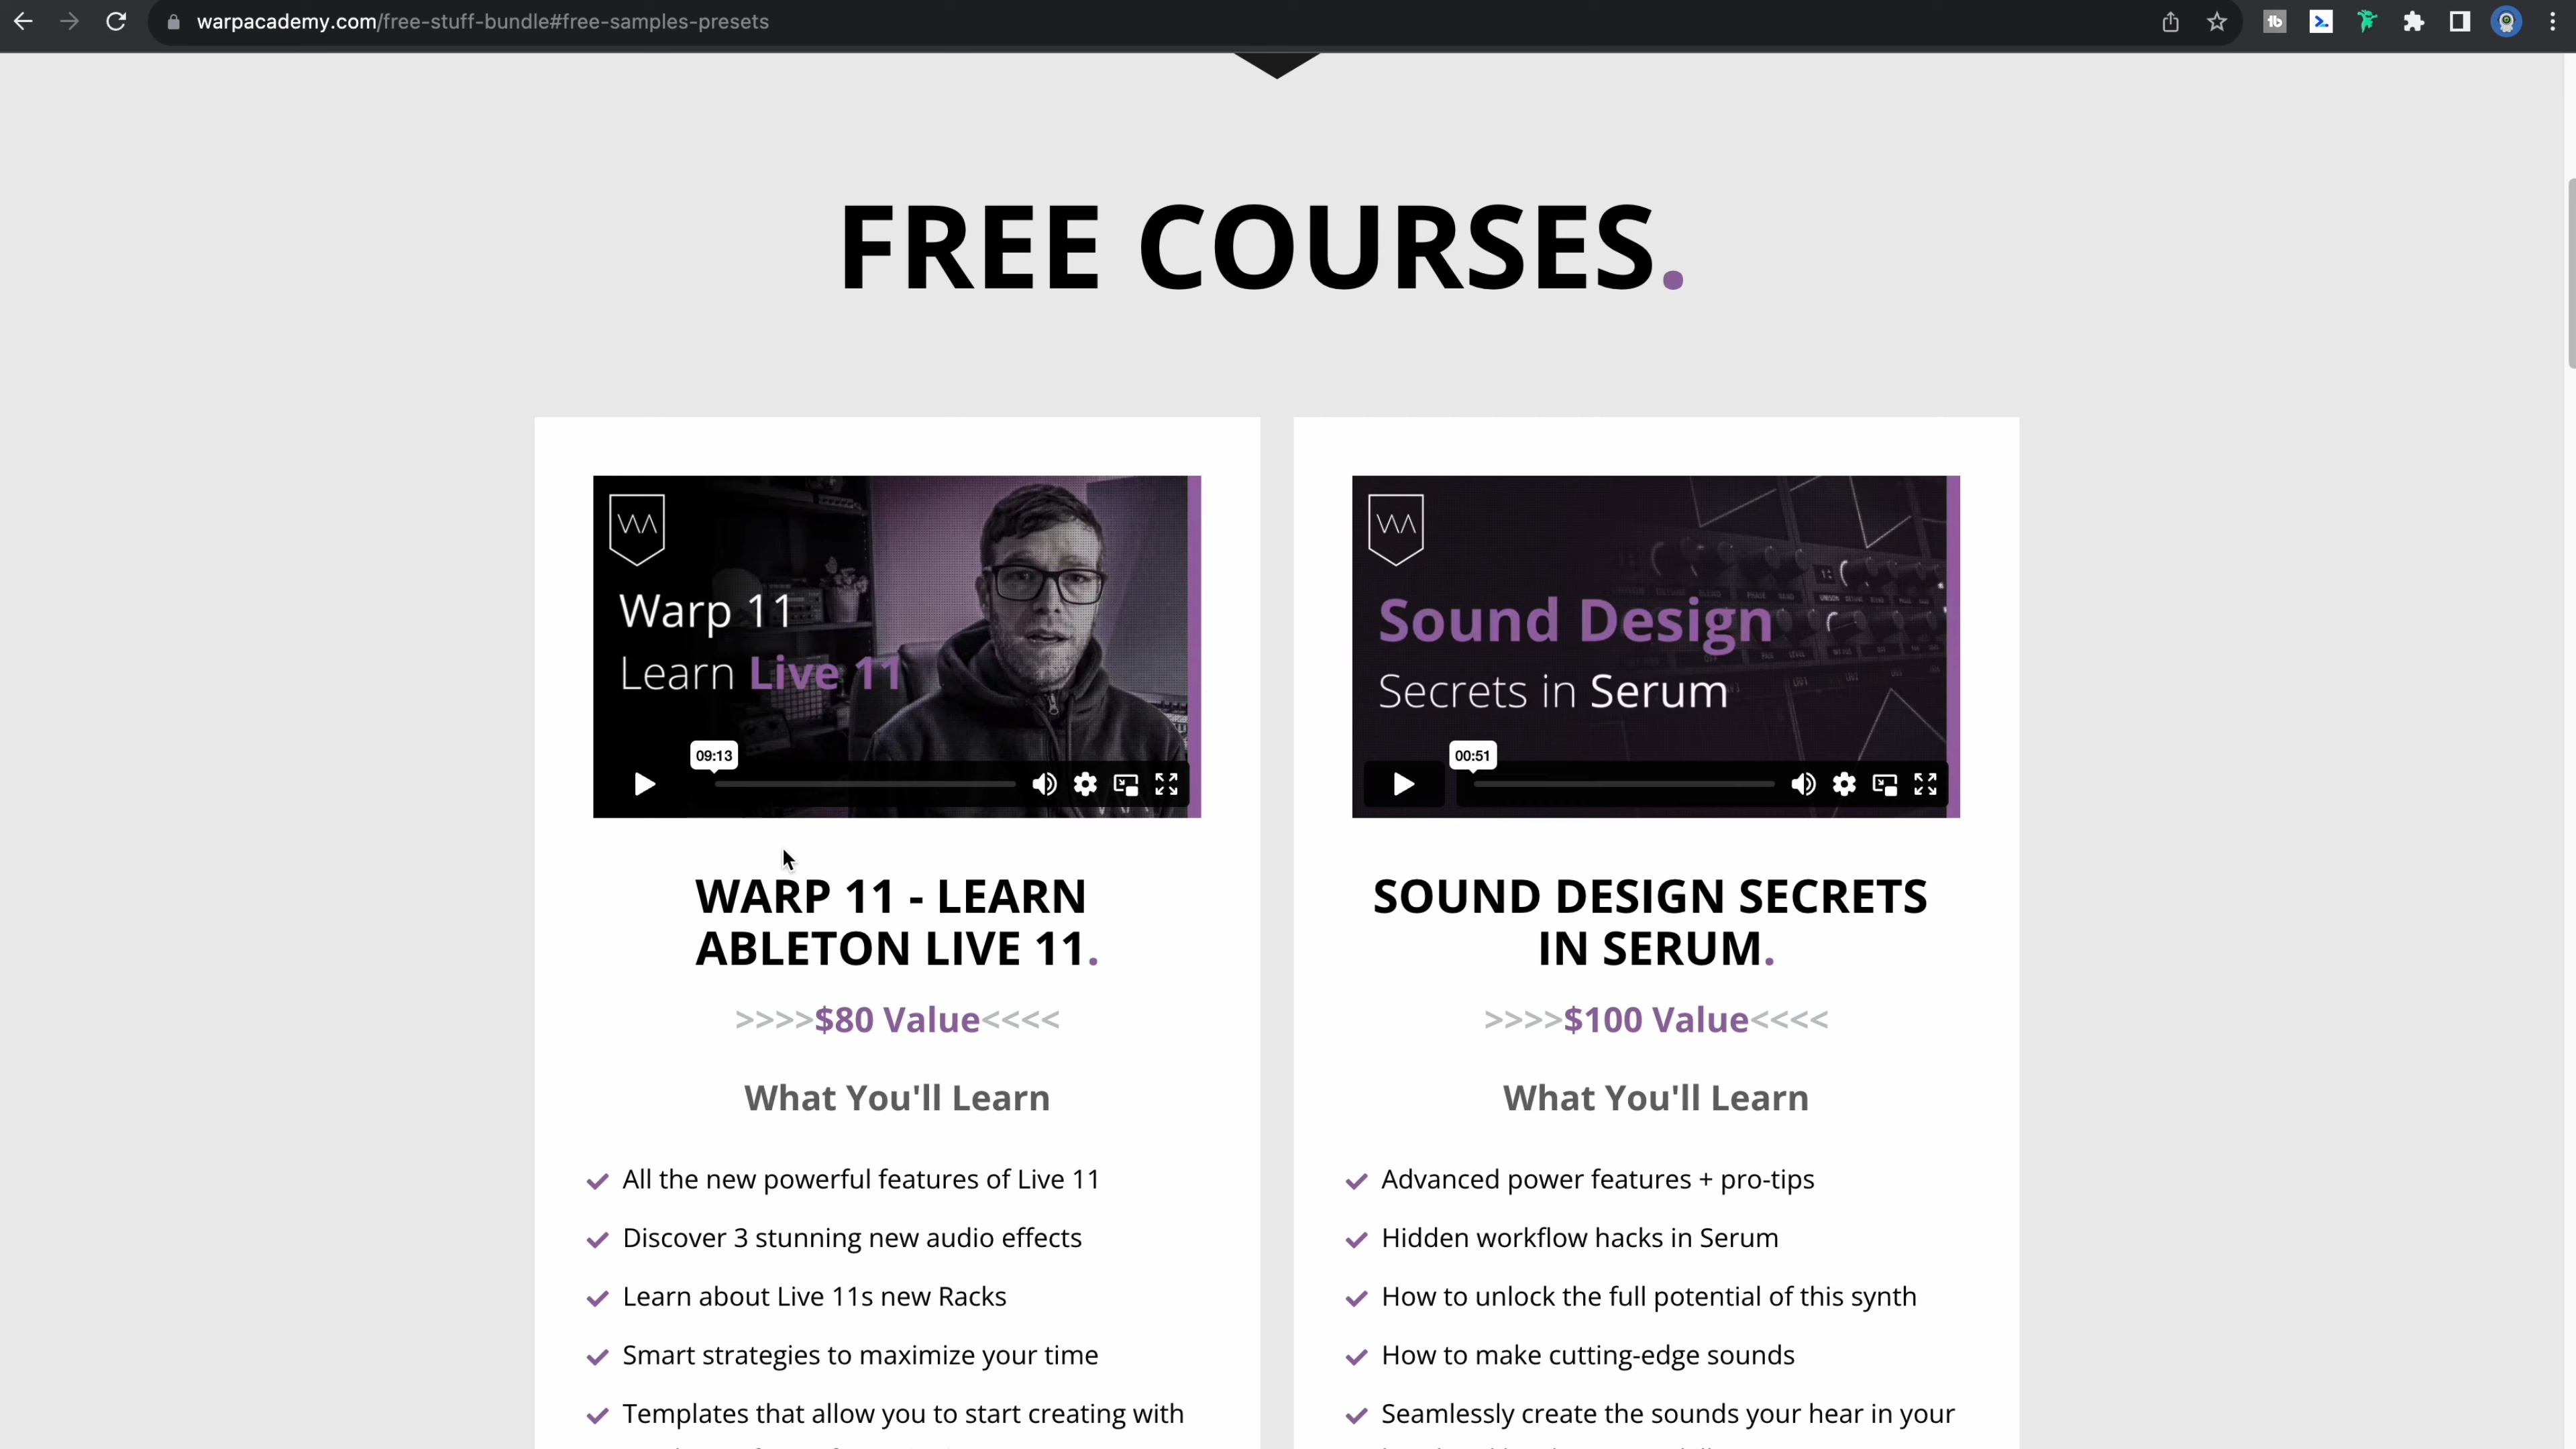 warpacademy.com/free-stuff-bundle#free-samples-presets
FREE COURSES.
WA
Warp 11
Learn Live 11
09:13
WARP 11 - LEARN
ABLETON LIVE 11.
>>>>$80 Value<<<<
What You'll Learn
All the new powerful features of Live 11
Discover 3 stunning new audio effects
Learn about Live 11s new Racks
Smart strategies to maximize your time
Templates that allow you to start creating with
WA
Sound Design
Secrets in Serum
00:51
SOUND DESIGN SECRETS
IN SERUM.
>>>>$100 Value<<<<
What You'll Learn
Advanced power features + pro-tips
Hidden workflow hacks in Serum
How to unlock the full potential of this synth
How to make cutting-edge sounds
Seamlessly create the sounds your hear in your